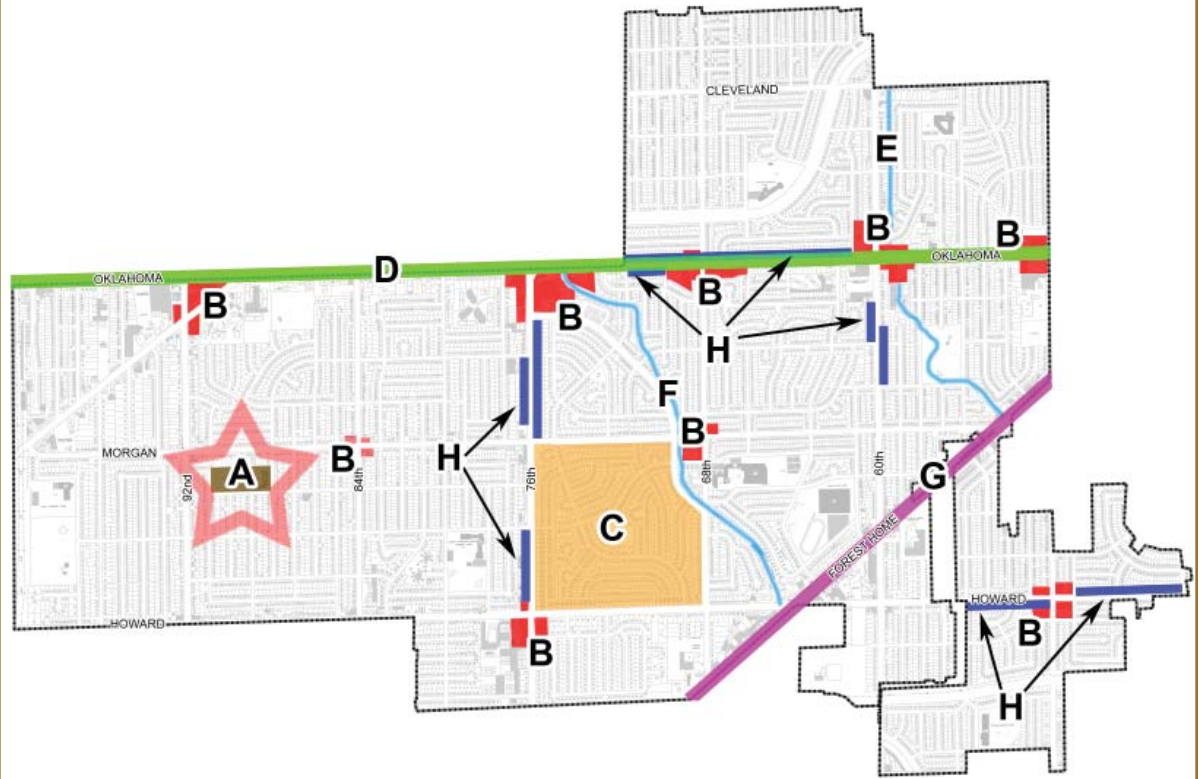 CLEVELAND
E
B
B
OKLAHOMA
D
OKLAHOMA
B
B
B
H
F
B
MORGAN
B
H
A
92nd
84th
76th
68th
60th
G
C
FOREST HOME
HOWARD
B
HOWARD
B
H